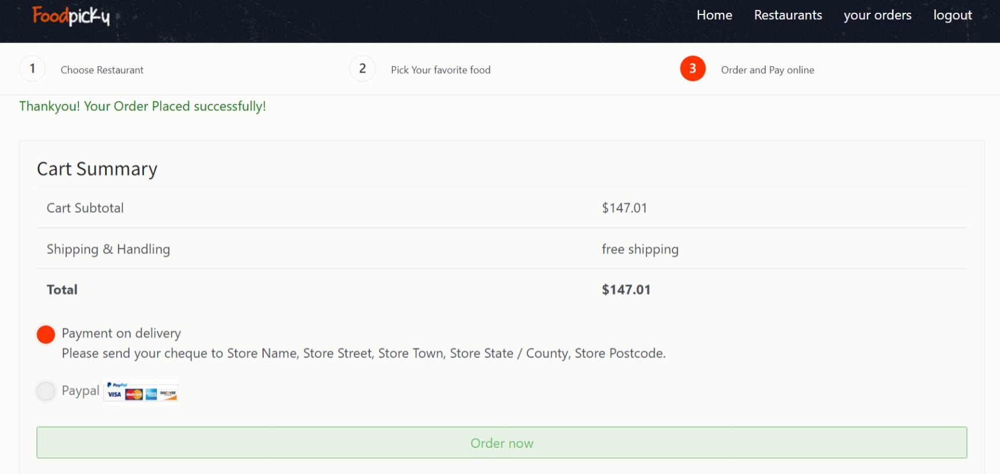 Foodpicky
Home Restaurants your orders logout
1 Choose Restaurant 2 Pick Your favorite food 3 Order and Pay online
Thankyou! Your Order Placed successfully!
Cart Summary
Cart Subtotal $147.01
Shipping & Handling free shipping
Total $147.01
Payment on delivery
Please send your cheque to Store Name, Store Street, Store Town, Store State / County, Store Postcode.
PayPal
Paypal VISA MasterCard DISCOVER
Order now